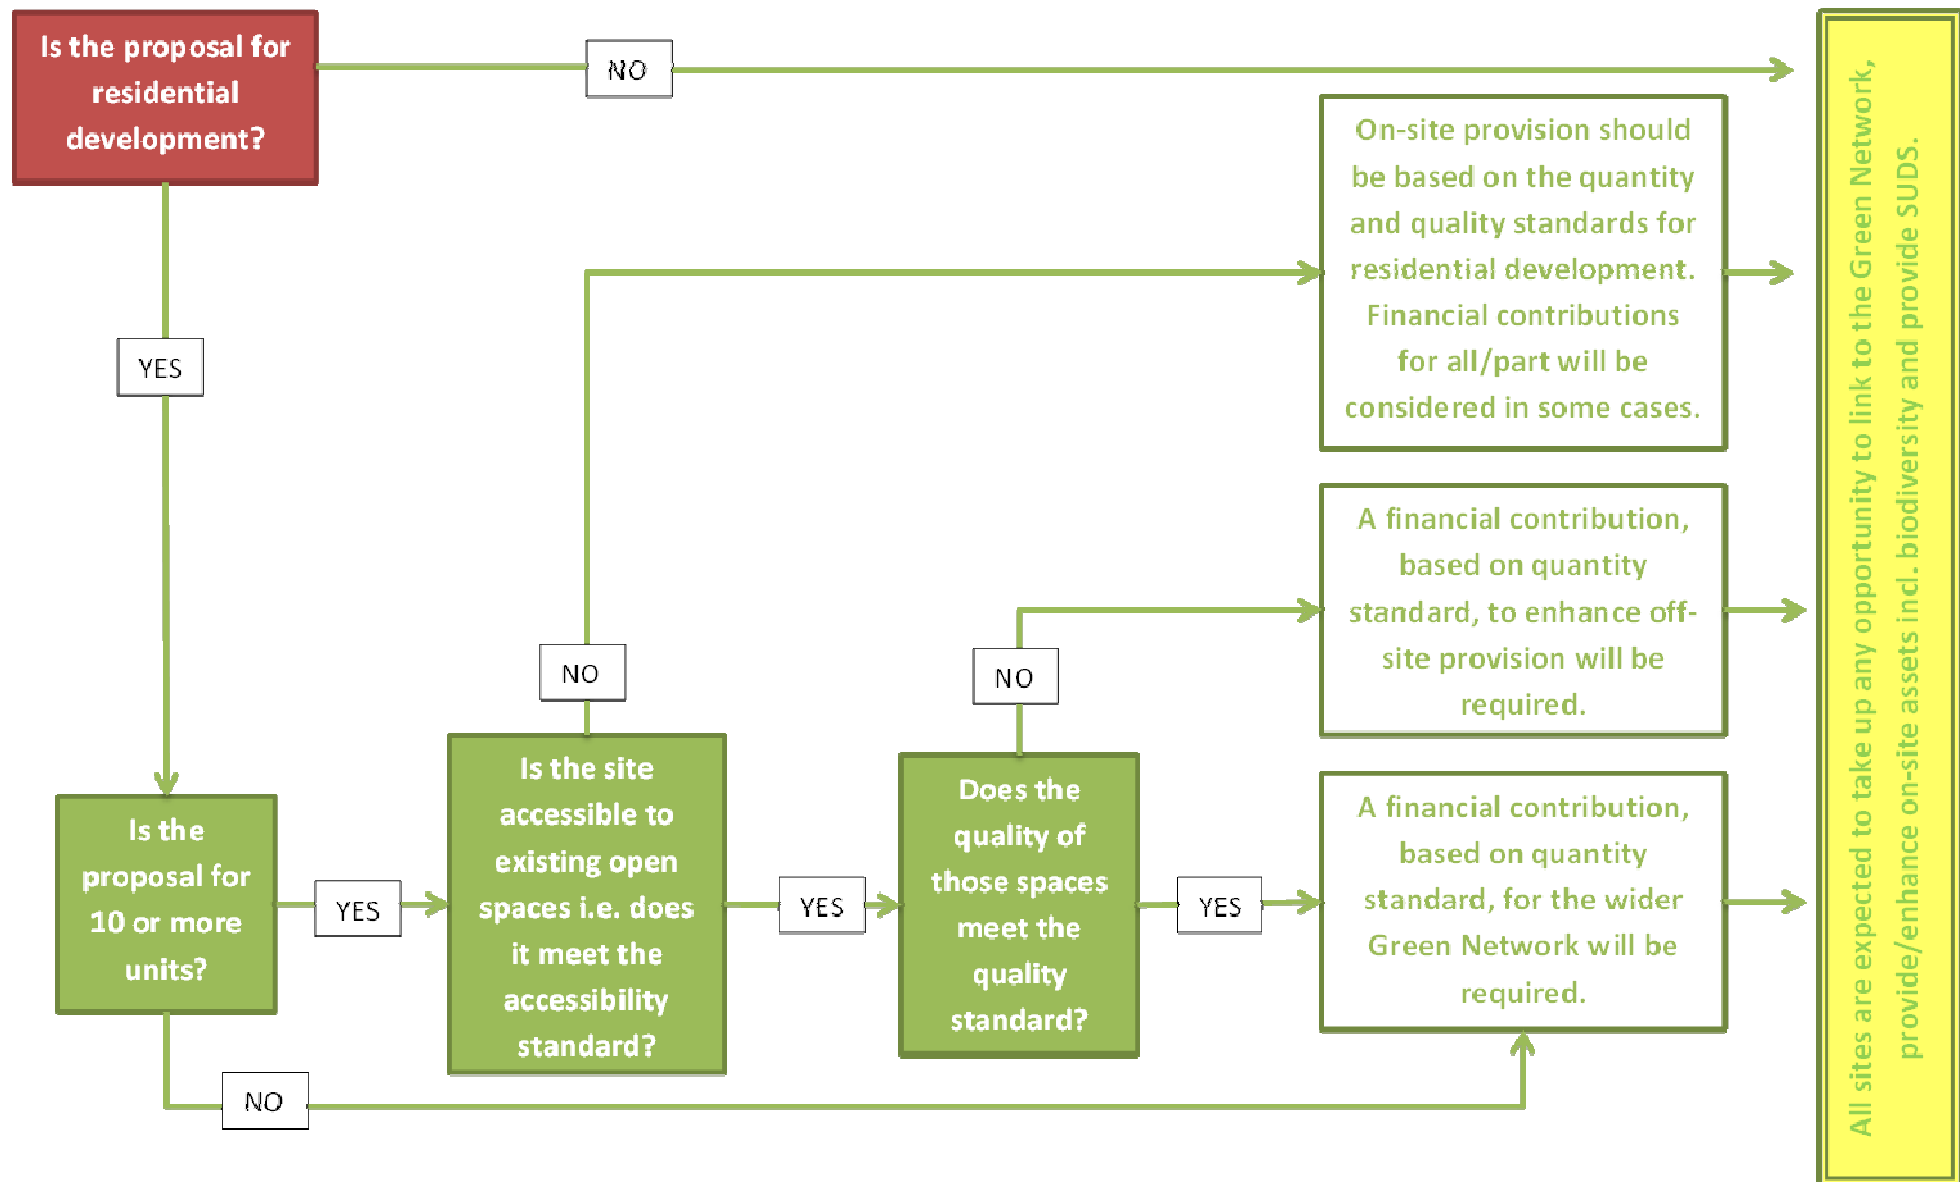 Is the proposal for
residential
development?
NO
YES
Is the
proposal for
10 or more
units?
YES
NO
Is the site
accessible to
existing open
spaces i.e. does
it meet the
accessibility
standard?
NO
YES
Does the
quality of
those spaces
meet the
quality
standard?
NO
YES
On-site provision should
be based on the quantity
and quality standards for
residential development.
Financial contributions
for all/part will be
considered in some cases.
A financial contribution,
based on quantity
standard, to enhance off-
site provision will be
required.
A financial contribution,
based on quantity
standard, for the wider
Green Network will be
required.
All sites are expected to take up any opportunity to link to the Green Network,
provide/enhance on-site assets incl. biodiversity and provide SUDS.